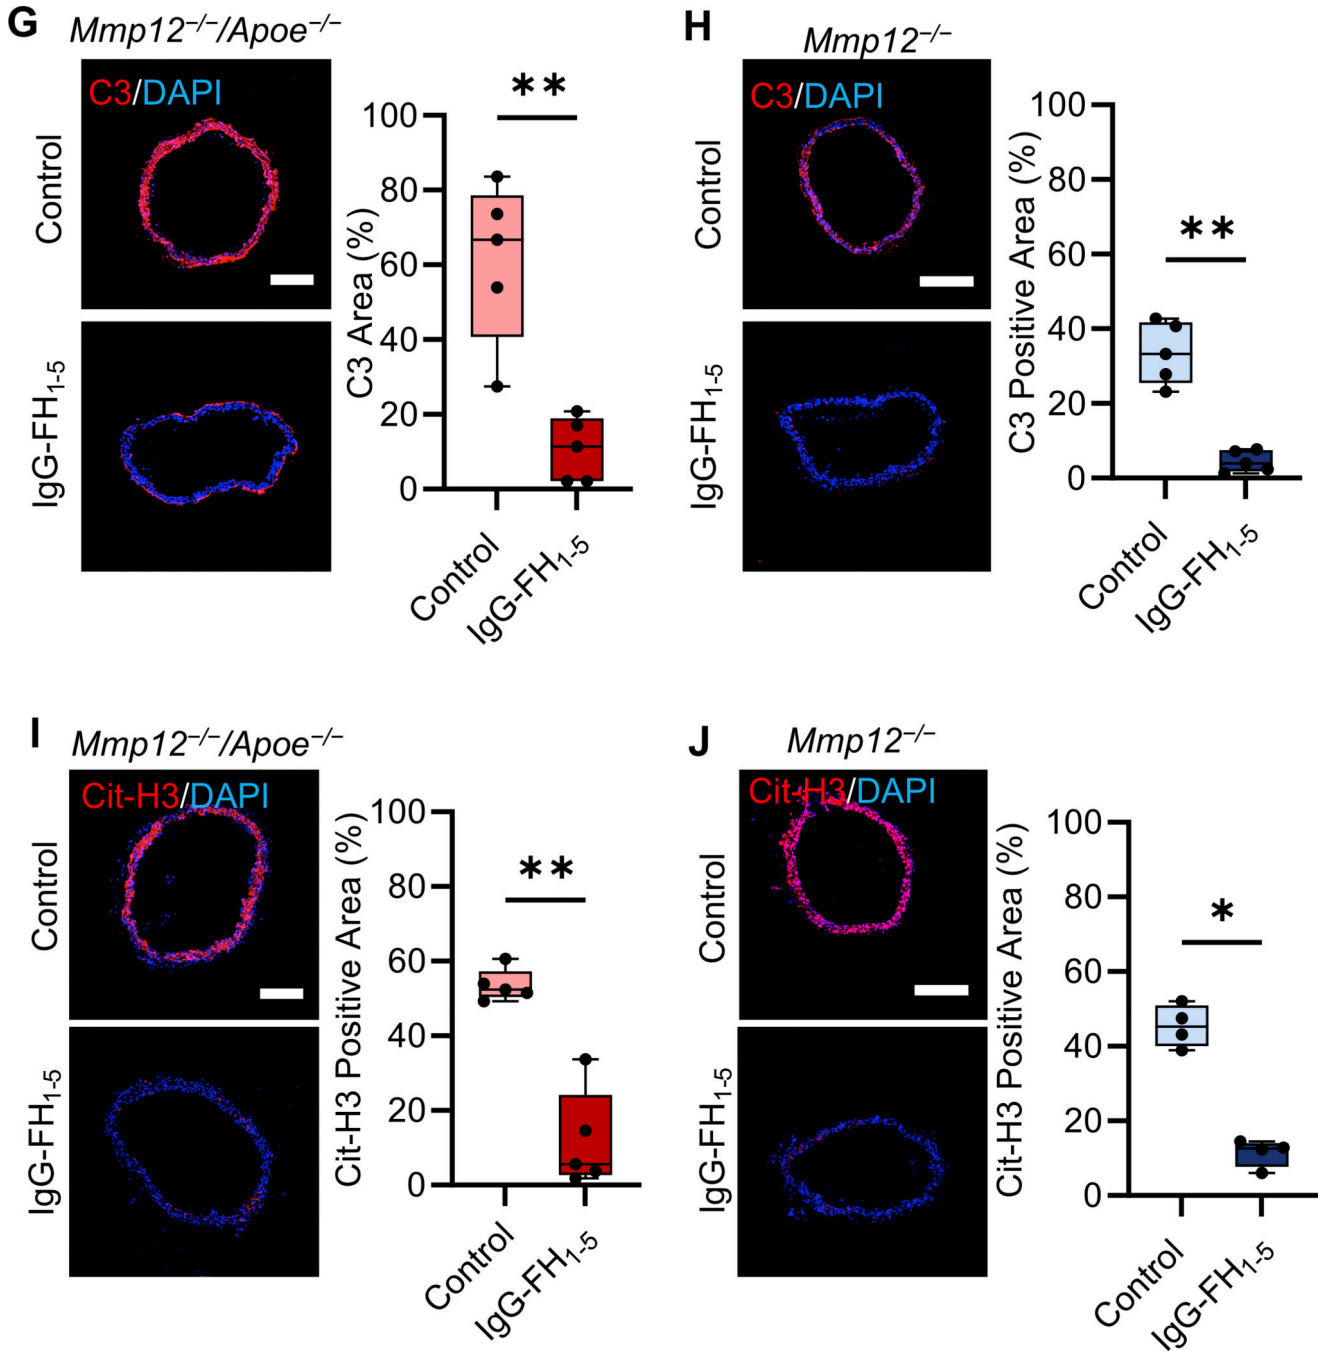 G Mmp12⁻/⁻/Apoe⁻/⁻
C3/DAPI
Control
IgG-FH₁₋₅
C3 Area (%)
100
80
60
40
20
0
**
Control
IgG-FH₁₋₅
H Mmp12⁻/⁻
C3/DAPI
Control
IgG-FH₁₋₅
C3 Positive Area (%)
100
80
60
40
20
0
**
Control
IgG-FH₁₋₅
I Mmp12⁻/⁻/Apoe⁻/⁻
Cit-H3/DAPI
Control
IgG-FH₁₋₅
Cit-H3 Positive Area (%)
100
80
60
40
20
0
**
Control
IgG-FH₁₋₅
J Mmp12⁻/⁻
Cit-H3/DAPI
Control
IgG-FH₁₋₅
Cit-H3 Positive Area (%)
100
80
60
40
20
0
*
Control
IgG-FH₁₋₅